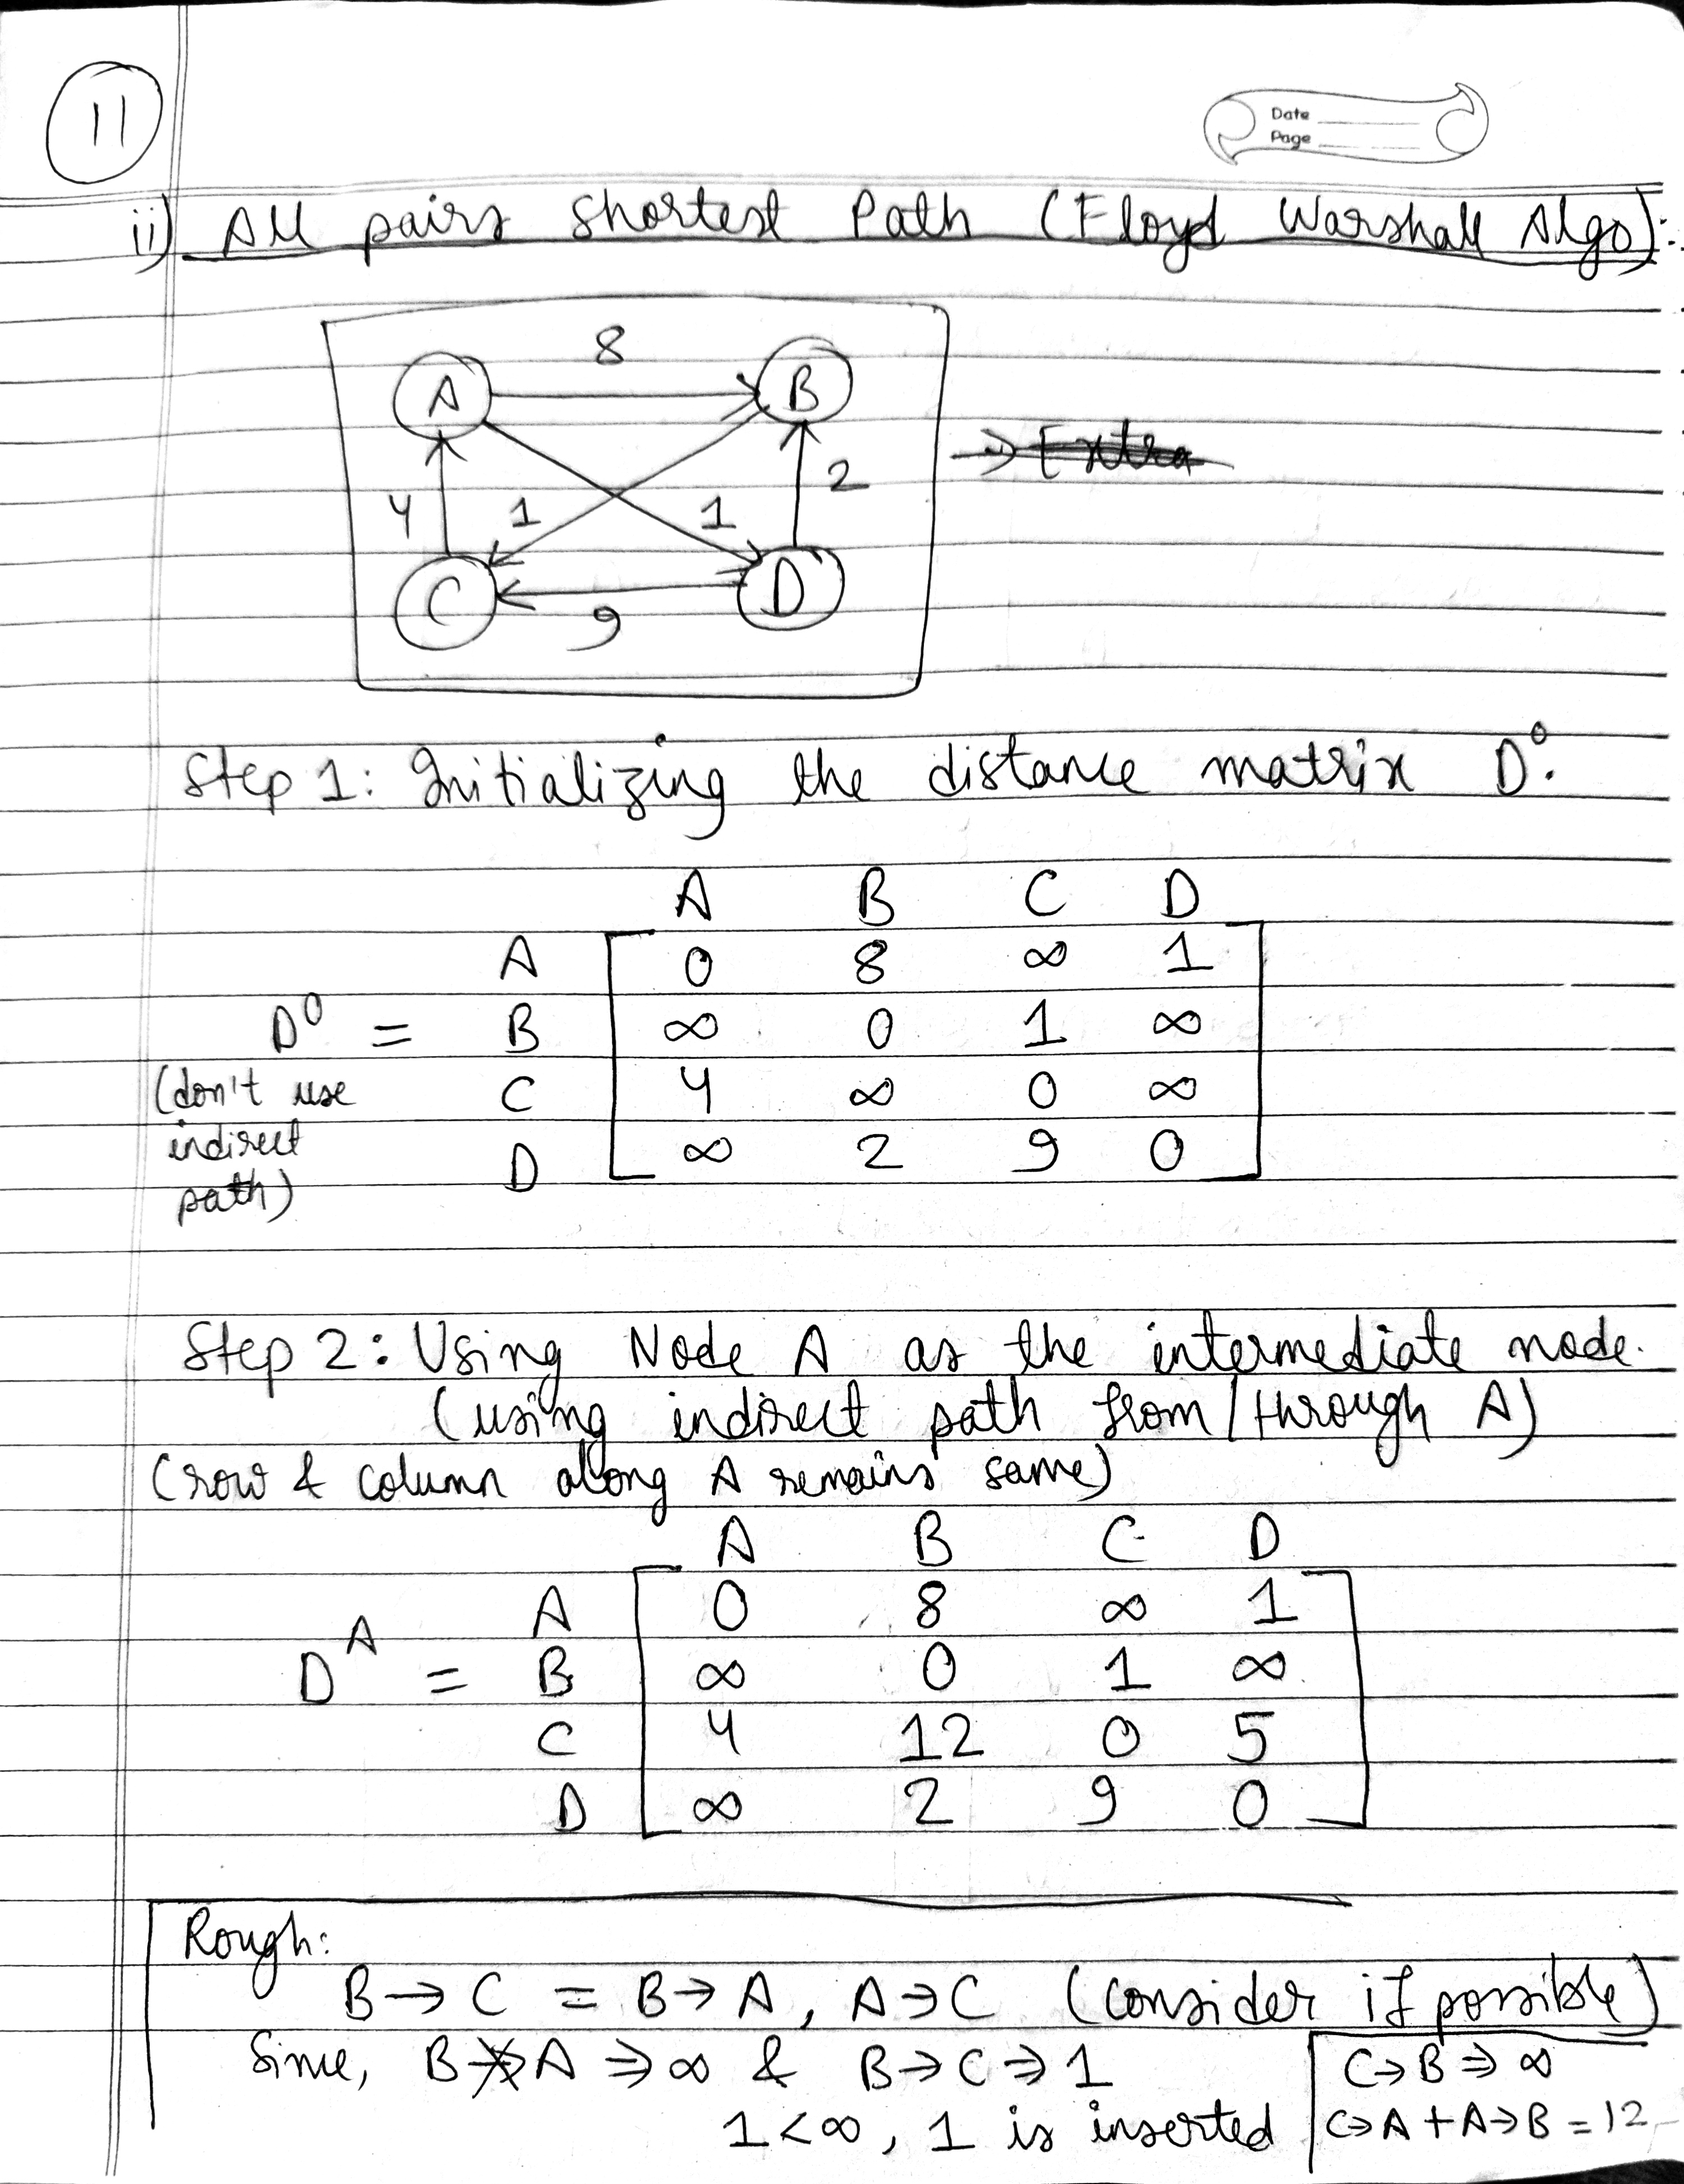 11
Date
Page
ii) All pairs Shortest Path (Floyd Warshall Algo):
8
A B
→ Extra
4 1 1 2
C D
9
Step 1: Initializing the distance matrix D⁰.
A B C D
A 0 8 ∞ 1
D⁰ = B ∞ 0 1 ∞
(don't use C 4 ∞ 0 ∞
indirect D ∞ 2 9 0
path)
Step 2: Using Node A as the intermediate node.
(using indirect path from/through A)
(row & column along A remains same)
A B C D
A 0 8 ∞ 1
Dᴬ = B ∞ 0 1 ∞
C 4 12 0 5
D ∞ 2 9 0
Rough:
B → C = B → A, A → C (consider if possible)
Since, B ↛ A ⇒ ∞ & B → C ⇒ 1
C → B ⇒ ∞
1 < ∞, 1 is inserted
C → A + A → B = 12